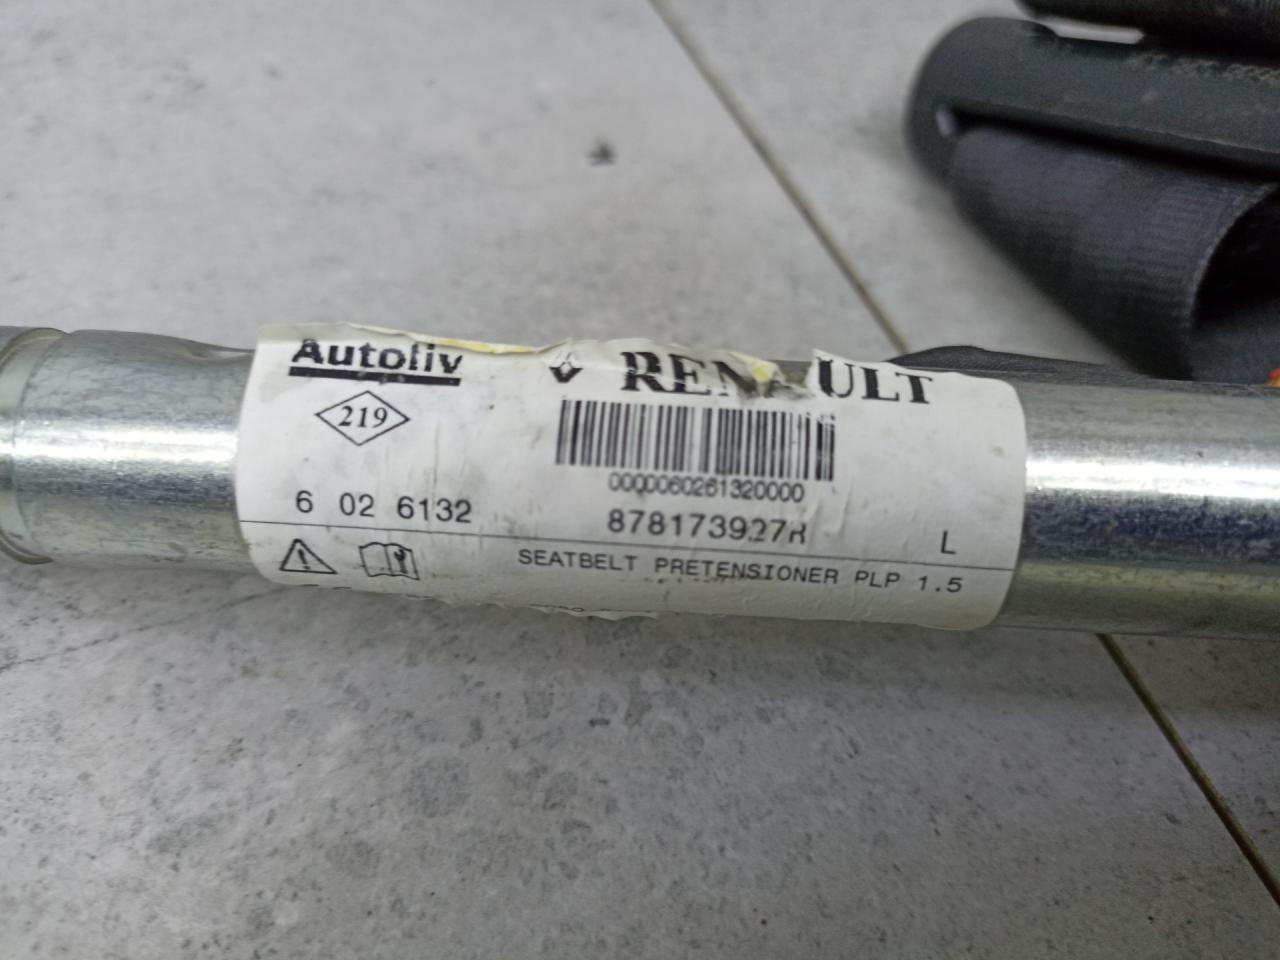 Autoliv
RENAULT
219
0000060261320000
6 02 6132
878173927R
L
SEATBELT PRETENSIONER PLP 1.5